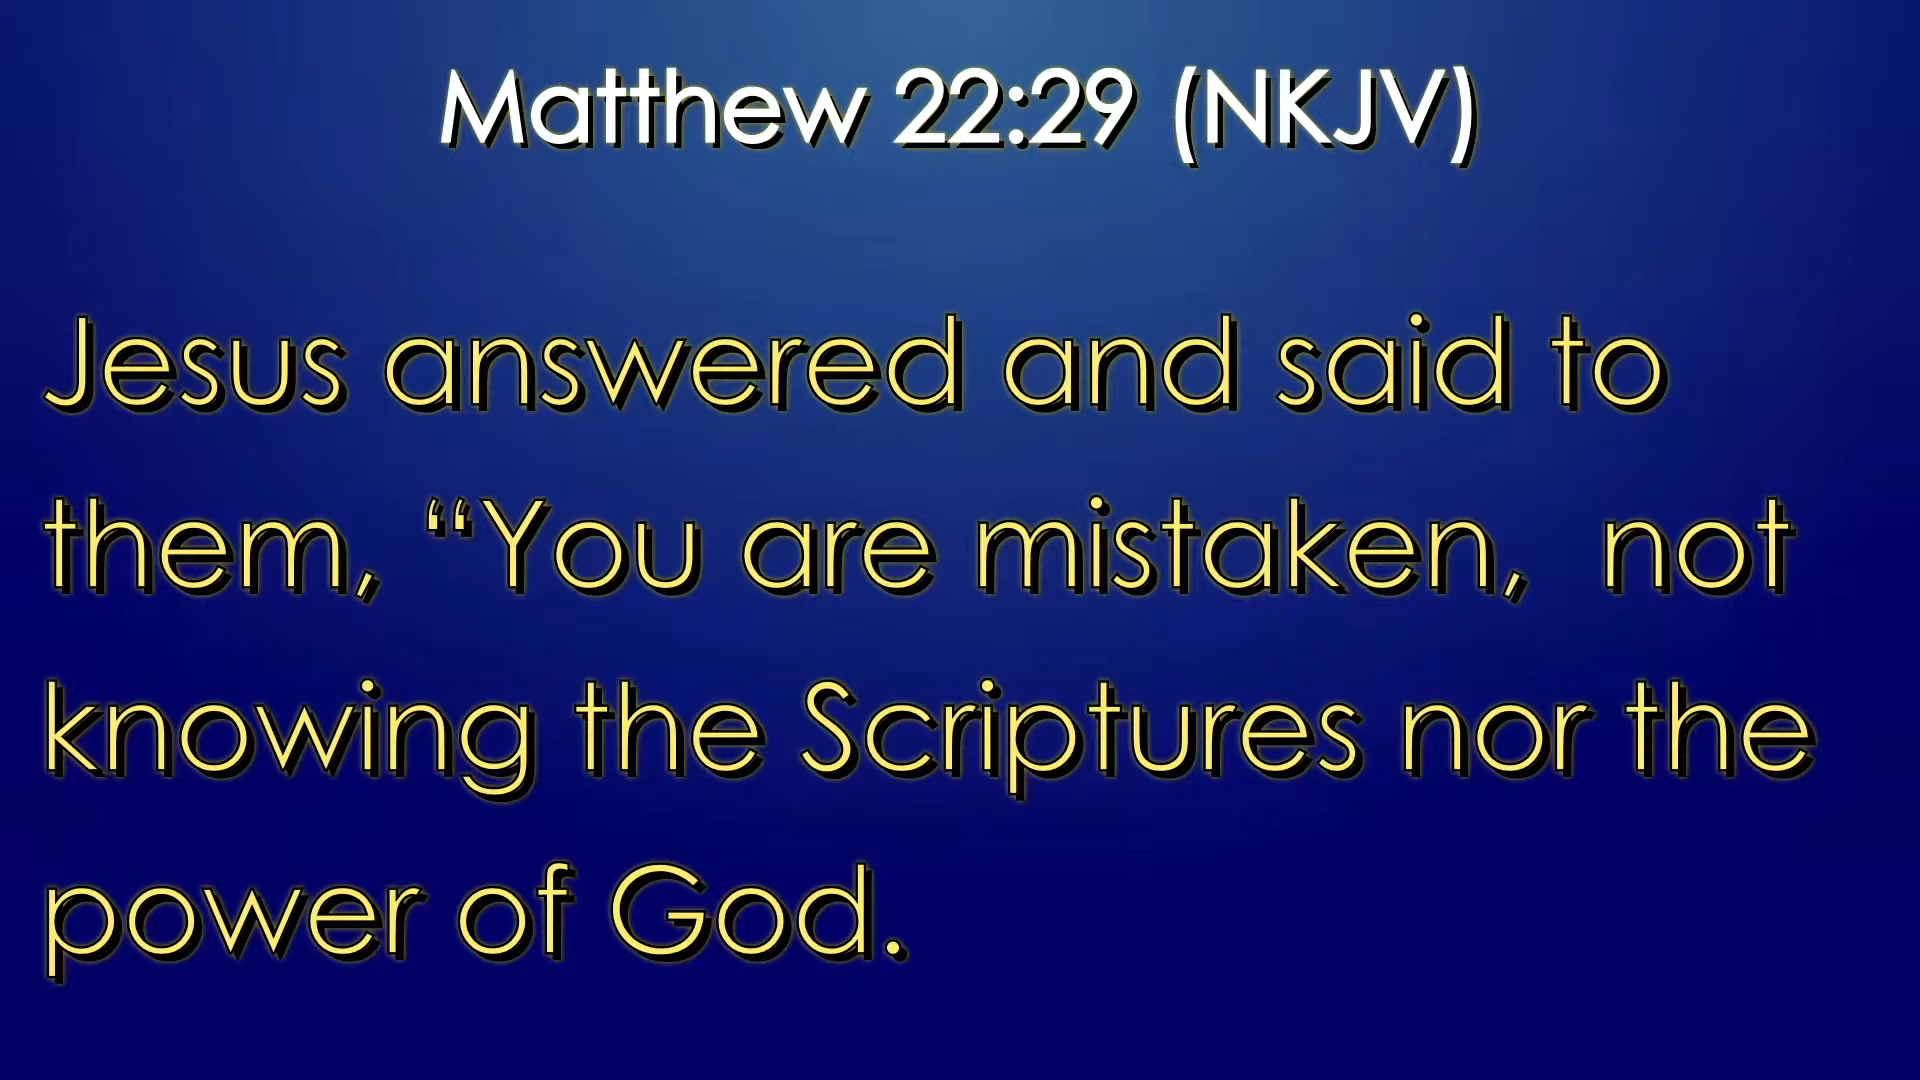 Matthew 22:29 (NKJV)
Jesus answered and said to
them, “You are mistaken,  not
knowing the Scriptures nor the
power of God.